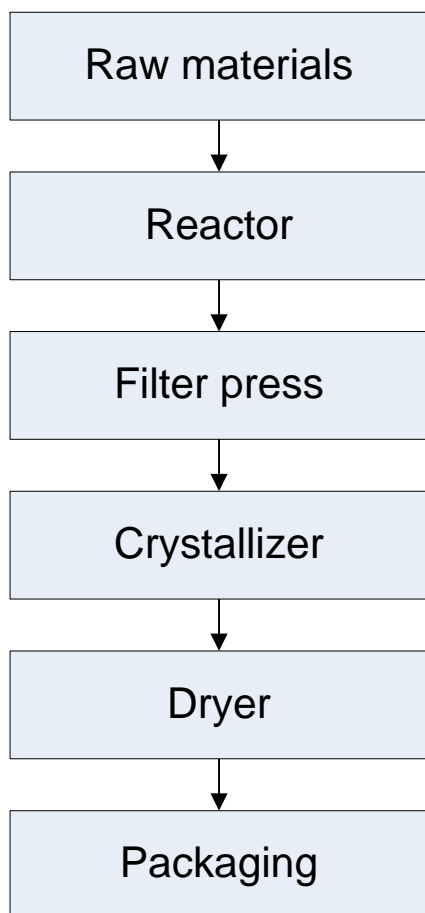 Raw materials
Reactor
Filter press
Crystallizer
Dryer
Packaging